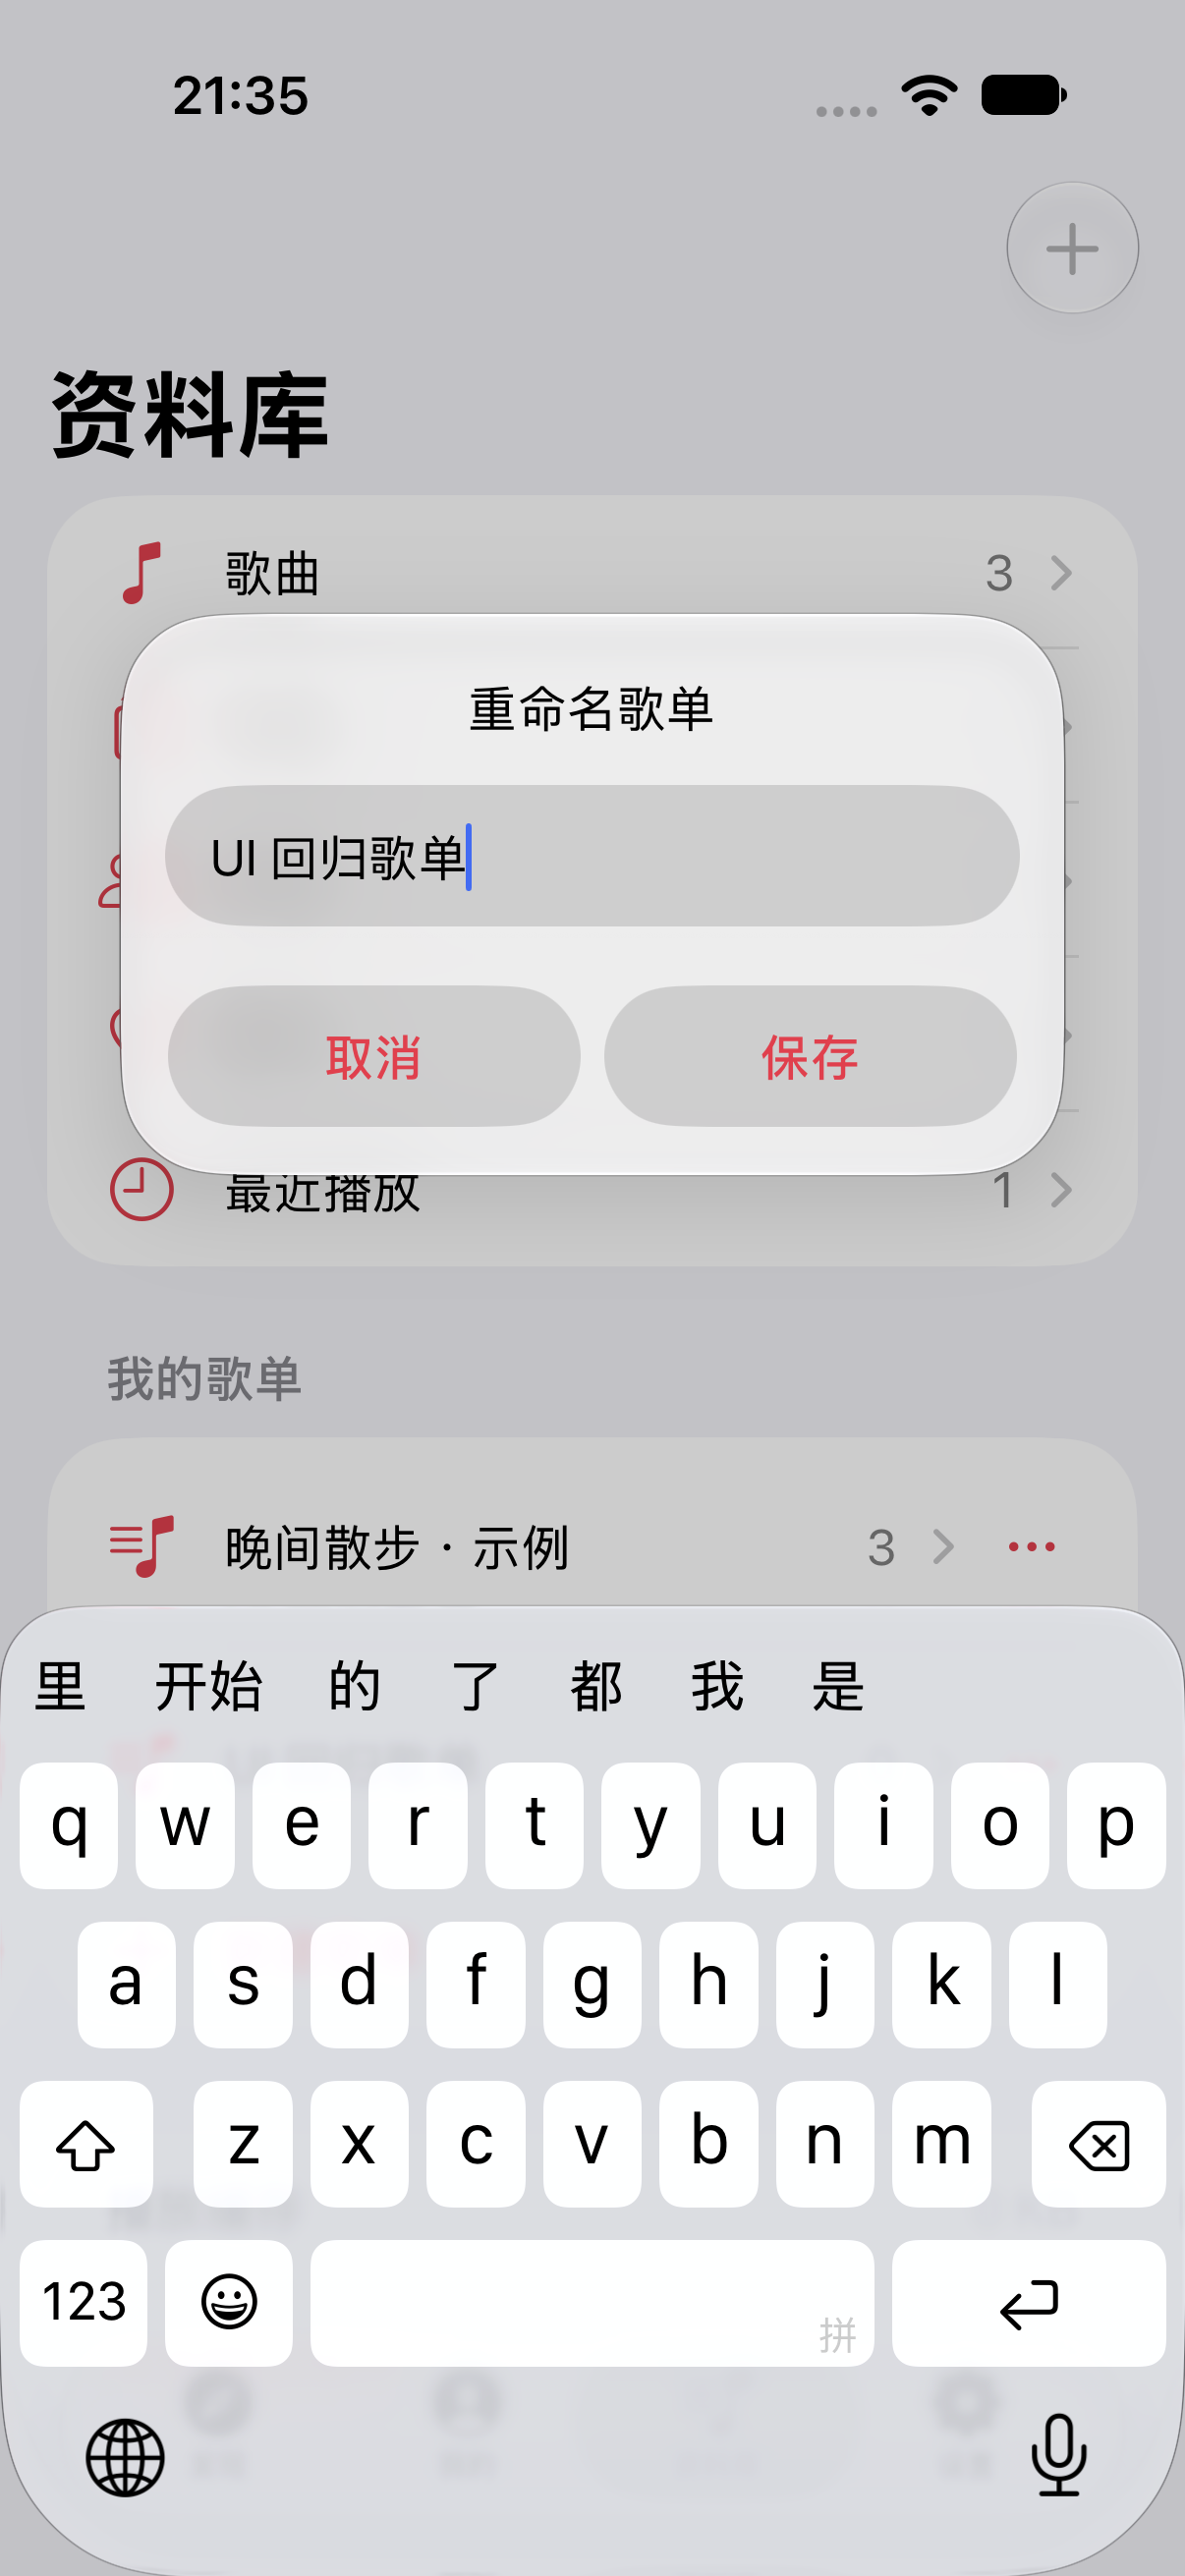 21:35
资料库
歌曲 3
重命名歌单
UI 回归歌单
取消 保存
最近播放 1
我的歌单
晚间散步 · 示例 3
里 开始 的 了 都 我 是
q w e r t y u i o p
a s d f g h j k l
z x c v b n m
123
拼